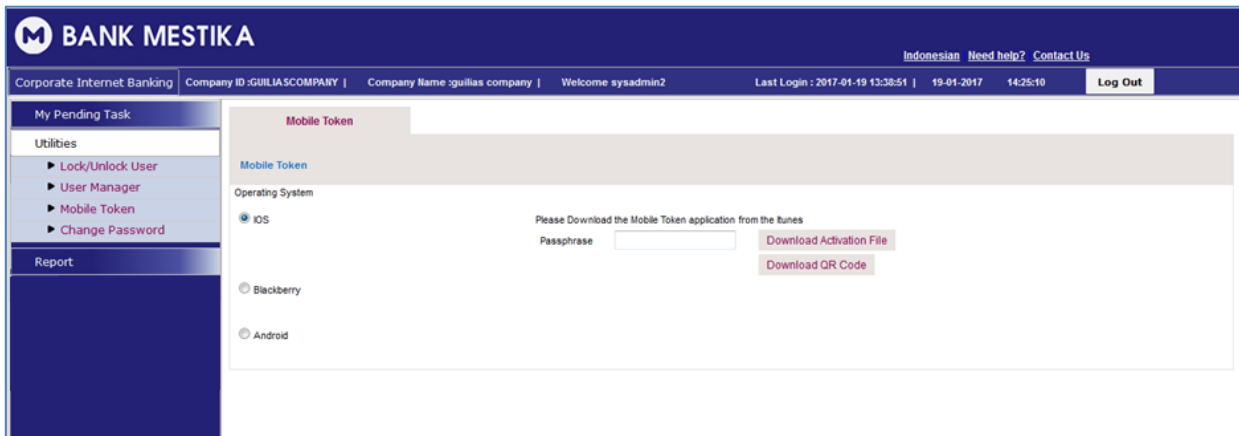 M BANK MESTIKA
Indonesian Need help? Contact Us
Corporate Internet Banking Company ID :GUILIASCOMPANY | Company Name :guilias company | Welcome sysadmin2 Last Login : 2017-01-19 13:38:51 | 19-01-2017 14:25:10 Log Out
My Pending Task
Utilities
Lock/Unlock User
User Manager
Mobile Token
Change Password
Report
Mobile Token
Mobile Token
Operating System
IOS
Please Download the Mobile Token application from the Itunes
Passphrase Download Activation File
Download QR Code
Blackberry
Android